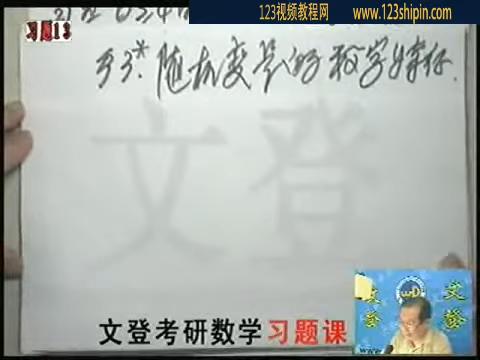 123视频教程网 www.123shipin.com
习题13
§3*. 随机变量的数字特征.
文登
文登考研数学习题课
文登
www